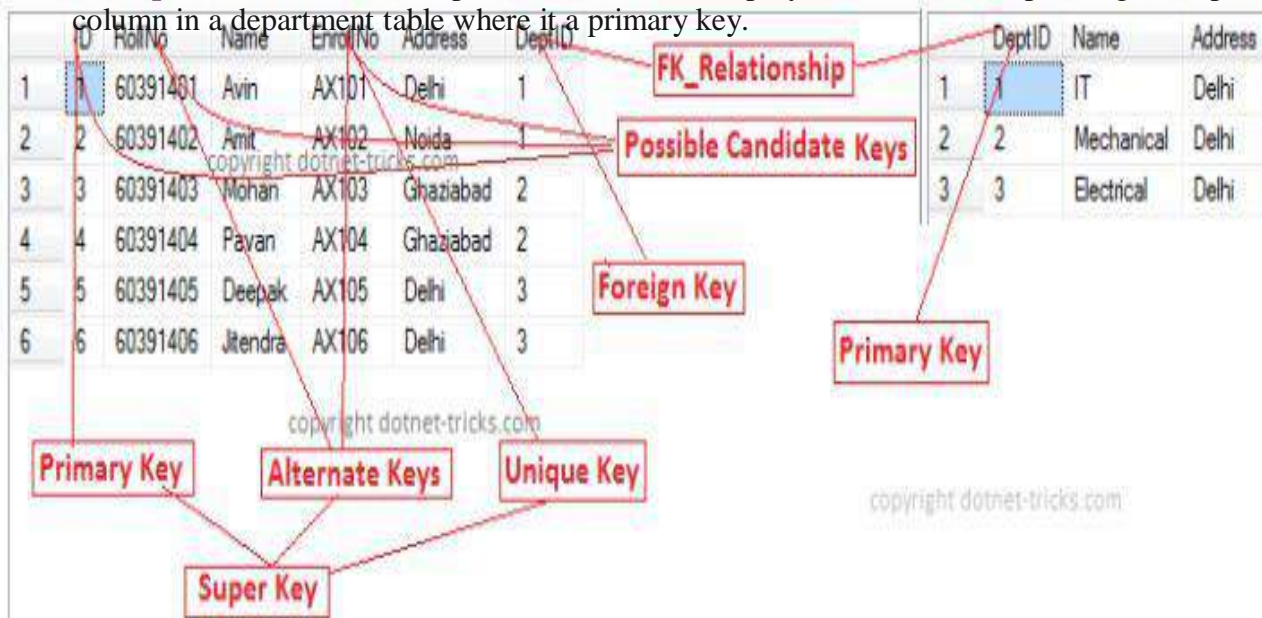 column in a department table where it a primary key.
ID RollNo Name EnrollNo Address DeptID
1 1 60391401 Avin AX101 Delhi 1
2 2 60391402 Amit AX102 Noida 1
copyright dotnet-tricks.com
3 3 60391403 Mohan AX103 Ghaziabad 2
4 4 60391404 Pavan AX104 Ghaziabad 2
5 5 60391405 Deepak AX105 Delhi 3
6 6 60391406 Jitendra AX106 Delhi 3
FK_Relationship
Possible Candidate Keys
Foreign Key
DeptID Name Address
1 1 IT Delhi
2 2 Mechanical Delhi
3 3 Electrical Delhi
Primary Key
copyright dotnet-tricks.com
Primary Key
Alternate Keys
Unique Key
copyright dotnet-tricks.com
Super Key